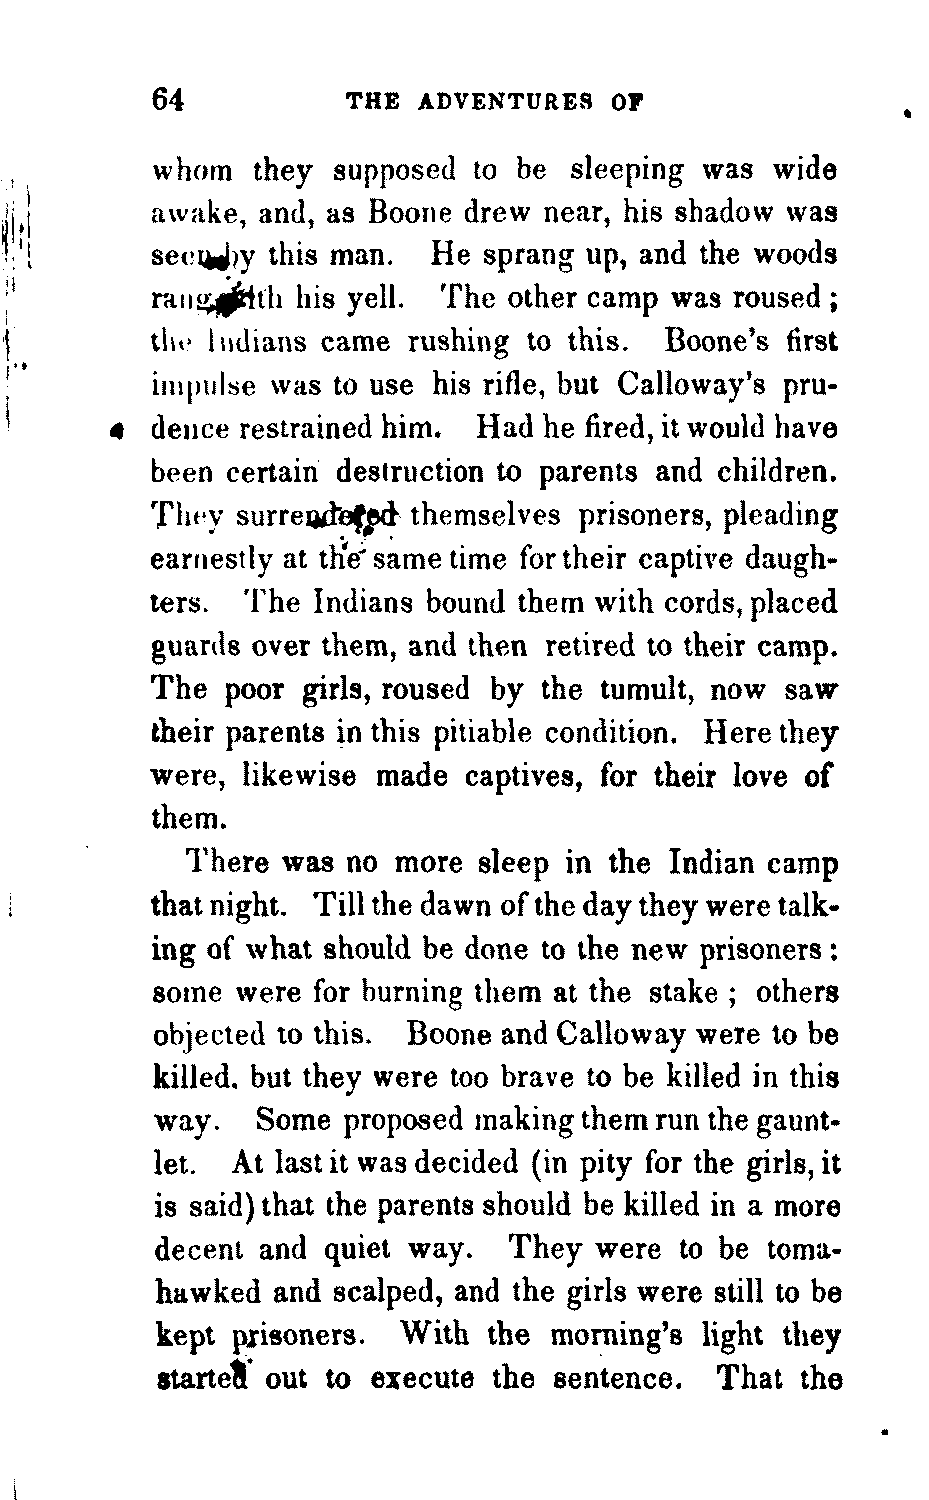 64 THE ADVENTURES OF
whom they supposed to be sleeping was wide
awake, and, as Boone drew near, his shadow was
seen by this man. He sprang up, and the woods
rang with his yell. The other camp was roused ;
the Indians came rushing to this. Boone's first
impulse was to use his rifle, but Calloway's pru-
dence restrained him. Had he fired, it would have
been certain destruction to parents and children.
They surrendered themselves prisoners, pleading
earnestly at the same time for their captive daugh-
ters. The Indians bound them with cords, placed
guards over them, and then retired to their camp.
The poor girls, roused by the tumult, now saw
their parents in this pitiable condition. Here they
were, likewise made captives, for their love of
them.
There was no more sleep in the Indian camp
that night. Till the dawn of the day they were talk-
ing of what should be done to the new prisoners :
some were for burning them at the stake ; others
objected to this. Boone and Calloway were to be
killed, but they were too brave to be killed in this
way. Some proposed making them run the gaunt-
let. At last it was decided (in pity for the girls, it
is said) that the parents should be killed in a more
decent and quiet way. They were to be toma-
hawked and scalped, and the girls were still to be
kept prisoners. With the morning's light they
started out to execute the sentence. That the